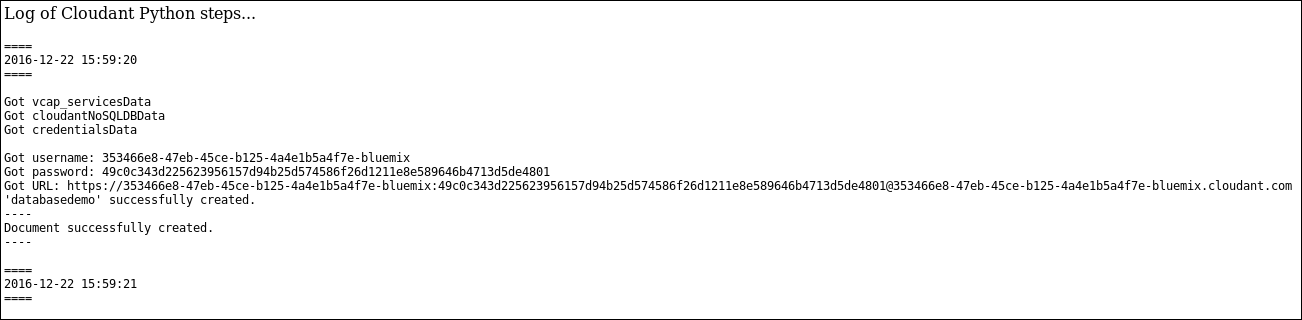 Log of Cloudant Python steps...
====
2016-12-22 15:59:20
====
Got vcap_servicesData
Got cloudantNoSQLDBData
Got credentialsData
Got username: 353466e8-47eb-45ce-b125-4a4e1b5a4f7e-bluemix
Got password: 49c0c343d225623956157d94b25d574586f26d1211e8e589646b4713d5de4801
Got URL: https://353466e8-47eb-45ce-b125-4a4e1b5a4f7e-bluemix:49c0c343d225623956157d94b25d574586f26d1211e8e589646b4713d5de4801@353466e8-47eb-45ce-b125-4a4e1b5a4f7e-bluemix.cloudant.com
'databasedemo' successfully created.
----
Document successfully created.
----
====
2016-12-22 15:59:21
====